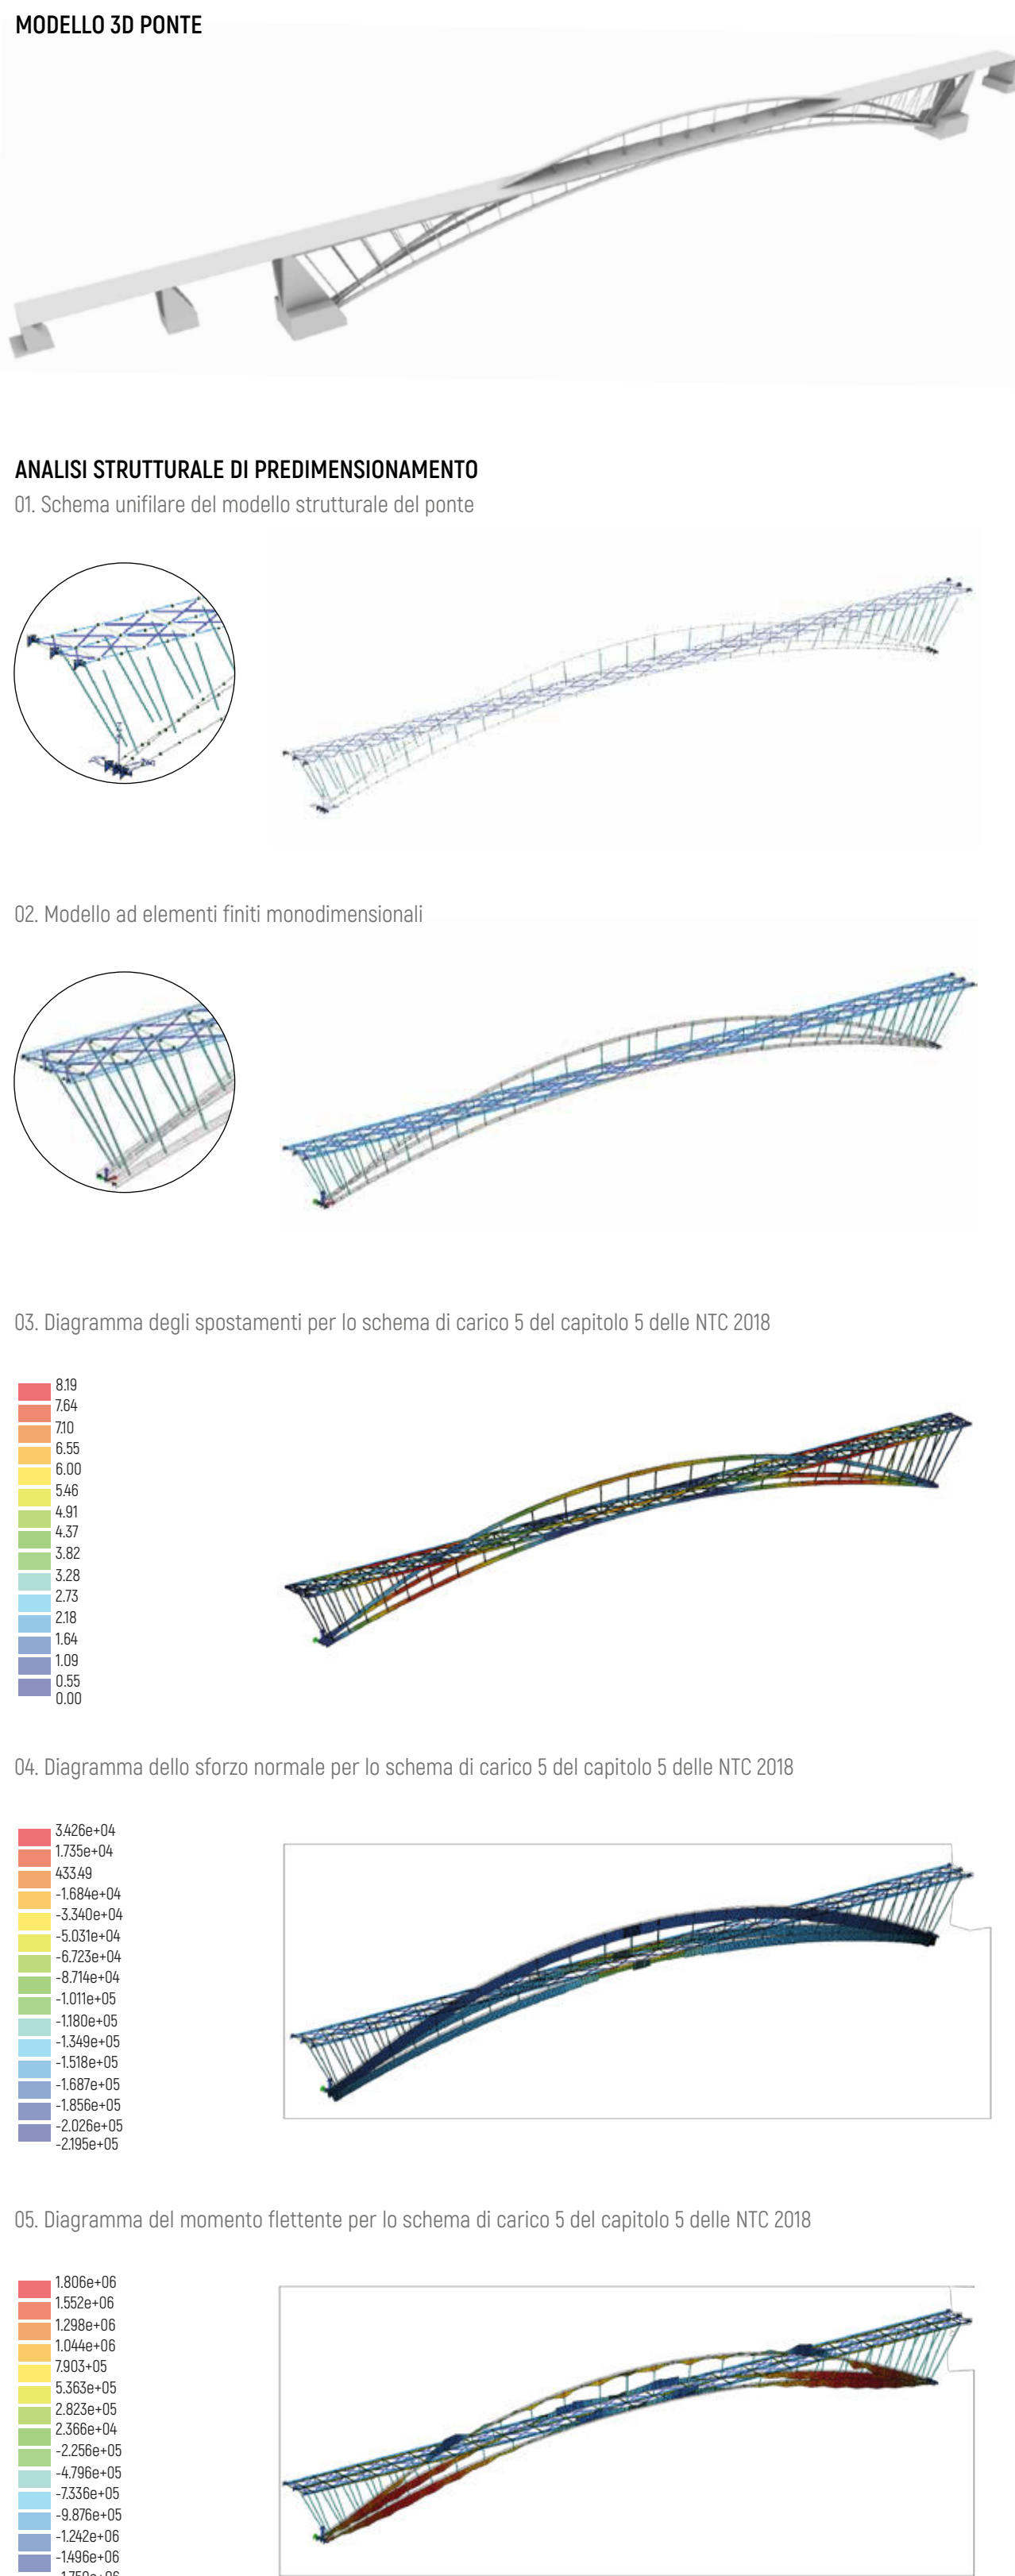 MODELLO 3D PONTE
ANALISI STRUTTURALE DI PREDIMENSIONAMENTO
01. Schema unifilare del modello strutturale del ponte
02. Modello ad elementi finiti monodimensionali
03. Diagramma degli spostamenti per lo schema di carico 5 del capitolo 5 delle NTC 2018
8.19
7.64
7.10
6.55
6.00
5.46
4.91
4.37
3.82
3.28
2.73
2.18
1.64
1.09
0.55
0.00
04. Diagramma dello sforzo normale per lo schema di carico 5 del capitolo 5 delle NTC 2018
3.426e+04
1.735e+04
433.49
-1.684e+04
-3.340e+04
-5.031e+04
-6.723e+04
-8.714e+04
-1.011e+05
-1.180e+05
-1.349e+05
-1.518e+05
-1.687e+05
-1.856e+05
-2.026e+05
-2.195e+05
05. Diagramma del momento flettente per lo schema di carico 5 del capitolo 5 delle NTC 2018
1.806e+06
1.552e+06
1.298e+06
1.044e+06
7.903+05
5.363e+05
2.823e+05
2.366e+04
-2.256e+05
-4.796e+05
-7.336e+05
-9.876e+05
-1.242e+06
-1.496e+06